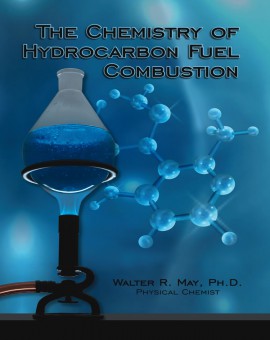 The Chemistry of
Hydrocarbon Fuel
Combustion
Walter R. May, Ph.D.
Physical Chemist